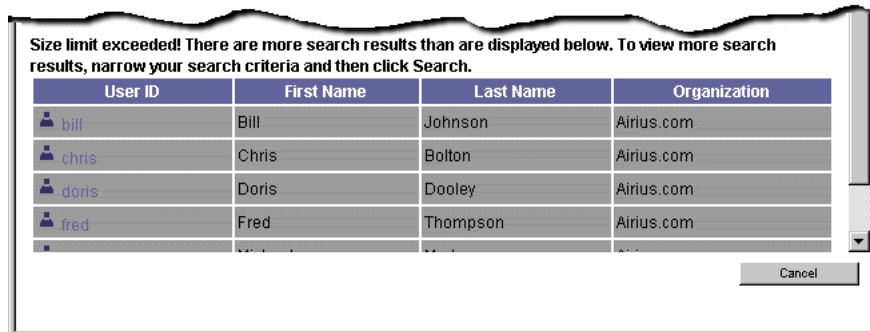 Size limit exceeded! There are more search results than are displayed below. To view more search
results, narrow your search criteria and then click Search.
User ID First Name Last Name Organization
bill Bill Johnson Airius.com
chris Chris Bolton Airius.com
doris Doris Dooley Airius.com
fred Fred Thompson Airius.com
Cancel